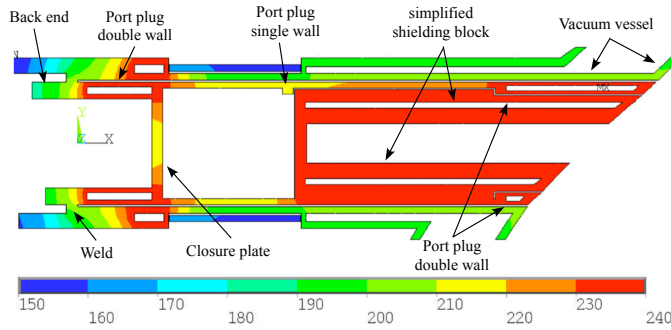 Back end
Port plug
double wall
Port plug
single wall
simplified
shielding block
Vacuum vessel
MX
Y
Z
X
Weld
Closure plate
Port plug
double wall
150
160
170
180
190
200
210
220
230
240